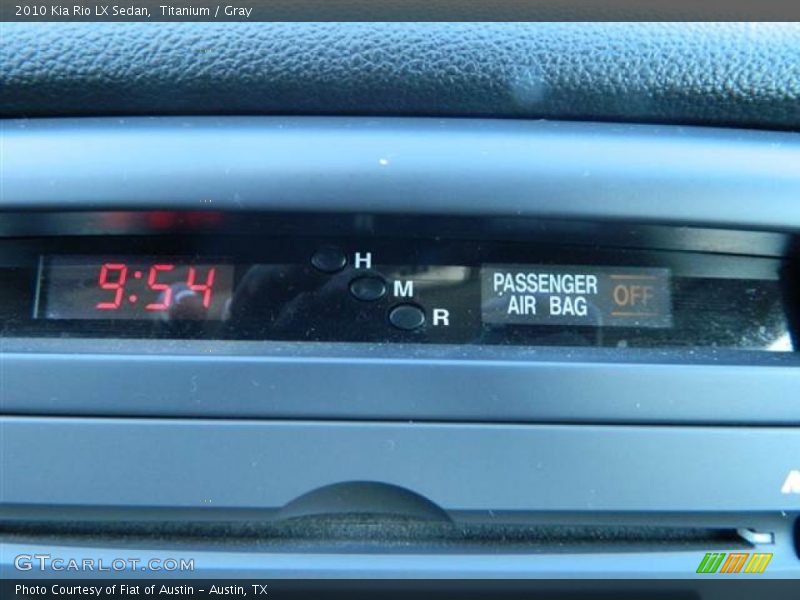 2010 Kia Rio LX Sedan,  Titanium / Gray
9:54
H
M
R
PASSENGER
AIR BAG
OFF
GTCARLOT.COM
Photo Courtesy of Fiat of Austin - Austin, TX